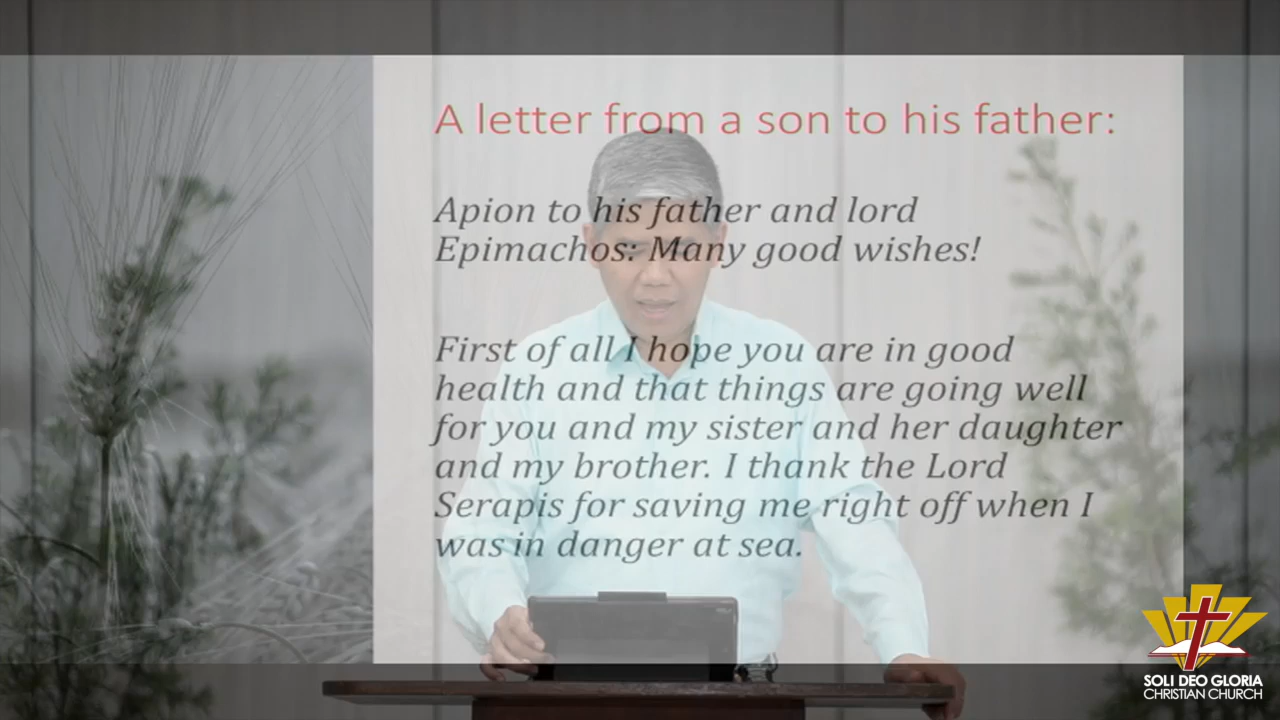 A letter from a son to his father:
Apion to his father and lord
Epimachos: Many good wishes!
First of all I hope you are in good
health and that things are going well
for you and my sister and her daughter
and my brother. I thank the Lord
Serapis for saving me right off when I
was in danger at sea.
SOLI DEO GLORIA
CHRISTIAN CHURCH